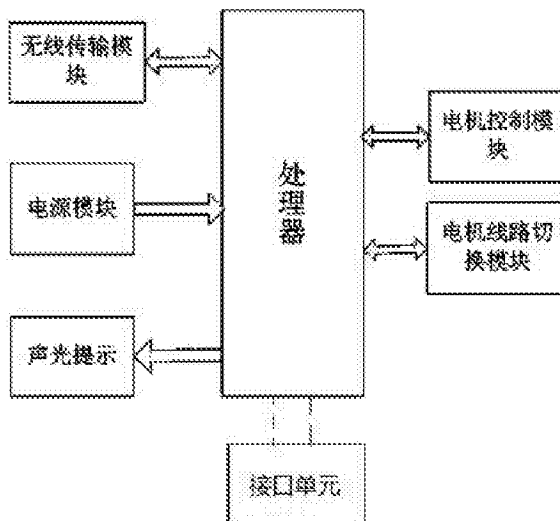 无线传输模
块
电源模块
声光提示
处
理
器
电机控制模
块
电机线路切
换模块
接口单元